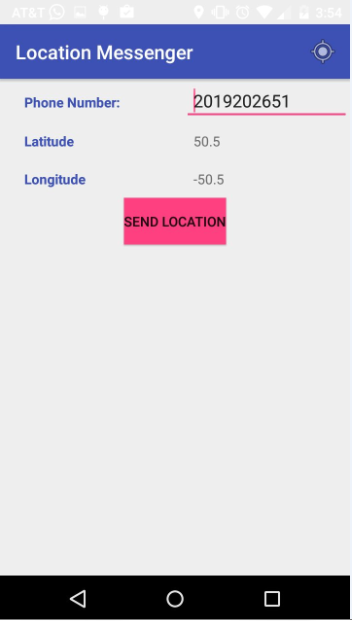 AT&T 3:54
Location Messenger
Phone Number: 2019202651
Latitude 50.5
Longitude -50.5
SEND LOCATION